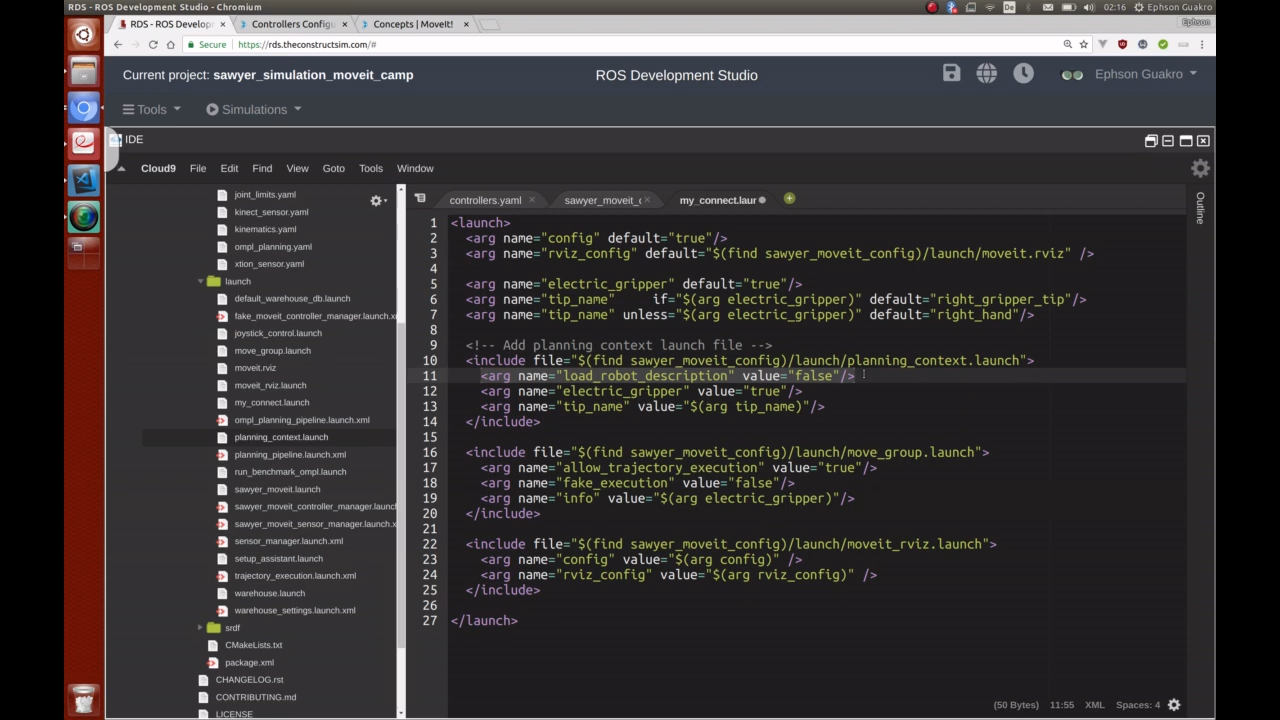 RDS - ROS Development Studio - Chromium
De 02:16 Ephson Guakro
RDS - ROS Develop
Controllers Configu
Concepts | MoveIt!
Ephson
Secure https://rds.theconstructsim.com/#
Current project: sawyer_simulation_moveit_camp
ROS Development Studio
Ephson Guakro
Tools
Simulations
IDE
Cloud9 File Edit Find View Goto Tools Window
joint_limits.yaml
kinect_sensor.yaml
kinematics.yaml
ompl_planning.yaml
xtion_sensor.yaml
launch
default_warehouse_db.launch
fake_moveit_controller_manager.launch.x
joystick_control.launch
move_group.launch
moveit.rviz
moveit_rviz.launch
my_connect.launch
ompl_planning_pipeline.launch.xml
planning_context.launch
planning_pipeline.launch.xml
run_benchmark_ompl.launch
sawyer_moveit.launch
sawyer_moveit_controller_manager.launch
sawyer_moveit_sensor_manager.launch.x
sensor_manager.launch.xml
setup_assistant.launch
trajectory_execution.launch.xml
warehouse.launch
warehouse_settings.launch.xml
srdf
CMakeLists.txt
package.xml
CHANGELOG.rst
CONTRIBUTING.md
LICENSE
controllers.yaml
sawyer_moveit_c
my_connect.laur
Outline
1 <launch>
2 <arg name="config" default="true"/>
3 <arg name="rviz_config" default="$(find sawyer_moveit_config)/launch/moveit.rviz" />
4
5 <arg name="electric_gripper" default="true"/>
6 <arg name="tip_name" if="$(arg electric_gripper)" default="right_gripper_tip"/>
7 <arg name="tip_name" unless="$(arg electric_gripper)" default="right_hand"/>
8
9 <!-- Add planning context launch file -->
10 <include file="$(find sawyer_moveit_config)/launch/planning_context.launch">
11 <arg name="load_robot_description" value="false"/>
12 <arg name="electric_gripper" value="true"/>
13 <arg name="tip_name" value="$(arg tip_name)"/>
14 </include>
15
16 <include file="$(find sawyer_moveit_config)/launch/move_group.launch">
17 <arg name="allow_trajectory_execution" value="true"/>
18 <arg name="fake_execution" value="false"/>
19 <arg name="info" value="$(arg electric_gripper)"/>
20 </include>
21
22 <include file="$(find sawyer_moveit_config)/launch/moveit_rviz.launch">
23 <arg name="config" value="$(arg config)" />
24 <arg name="rviz_config" value="$(arg rviz_config)" />
25 </include>
26
27 </launch>
(50 Bytes) 11:55 XML Spaces: 4